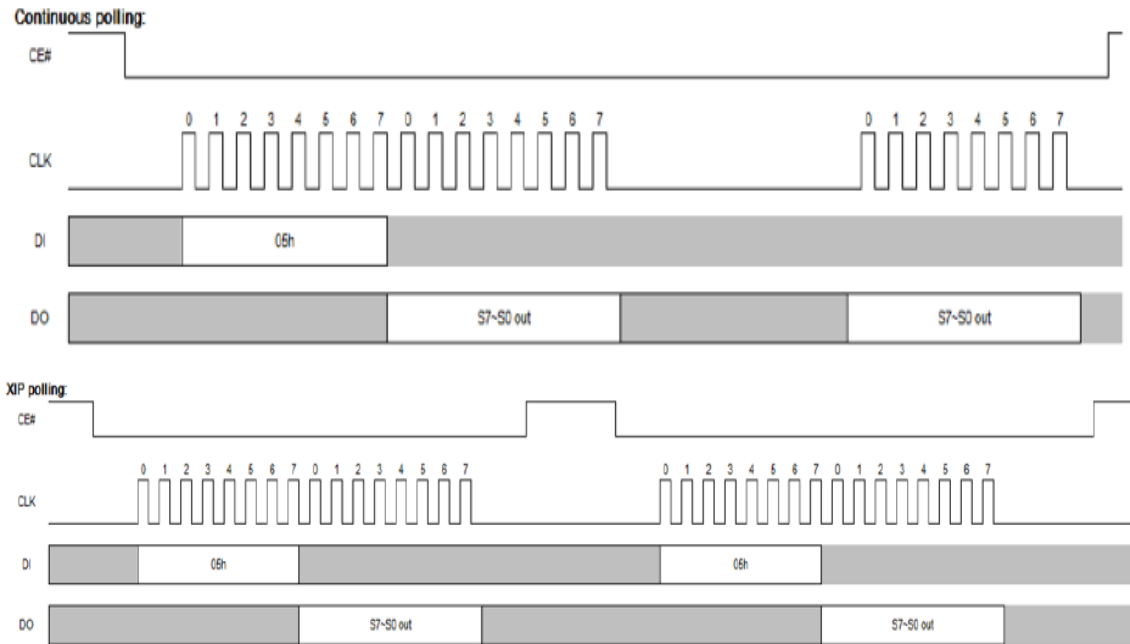 Continuous polling:
CE#
0 1 2 3 4 5 6 7 0 1 2 3 4 5 6 7 0 1 2 3 4 5 6 7
CLK
DI 05h
DO S7~S0 out S7~S0 out
XIP polling:
CE#
0 1 2 3 4 5 6 7 0 1 2 3 4 5 6 7 0 1 2 3 4 5 6 7 0 1 2 3 4 5 6 7
CLK
DI 05h 05h
DO S7~S0 out S7~S0 out